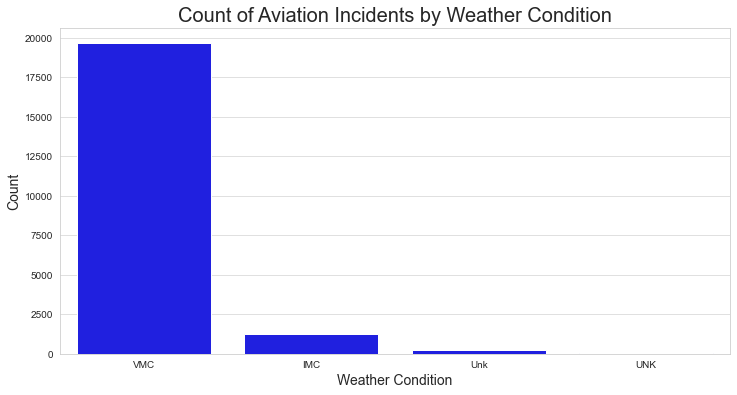 Count of Aviation Incidents by Weather Condition
20000
17500
15000
12500
10000
7500
5000
2500
0
Count
VMC
IMC
Unk
UNK
Weather Condition